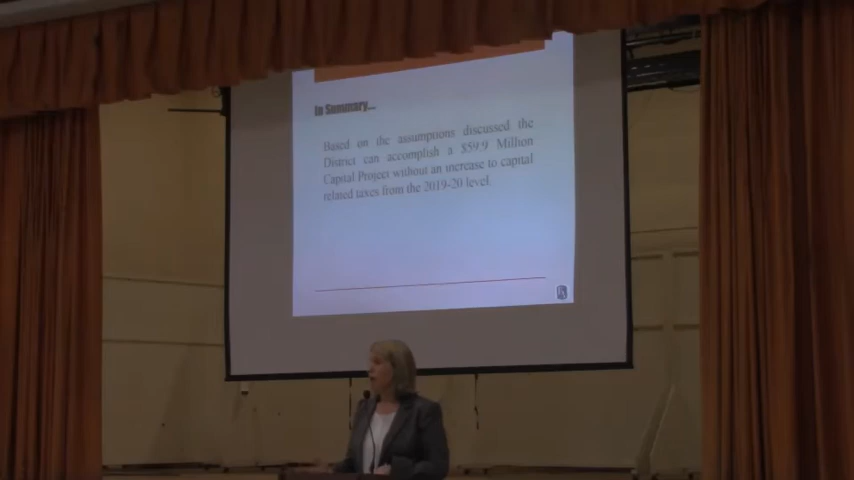 In Summary...
Based on the assumptions discussed the
District can accomplish a $59.9 Million
Capital Project without an increase to capital
related taxes from the 2019-20 level.